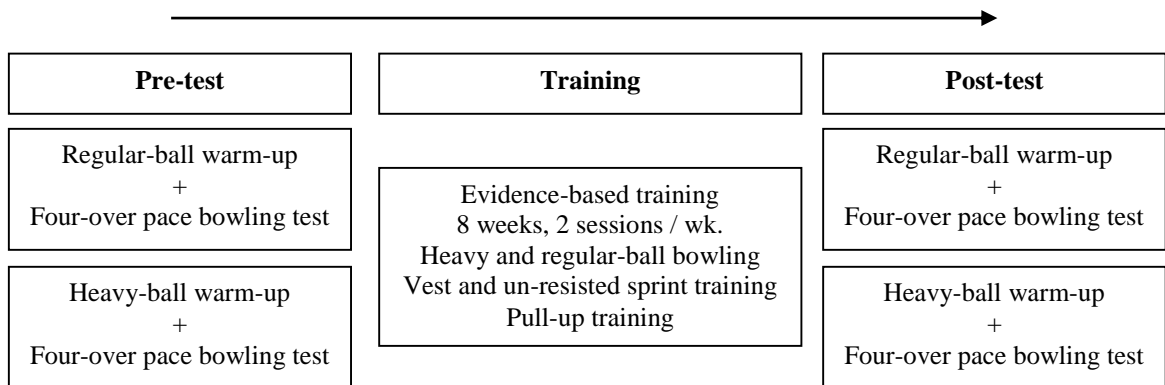 Pre-test
Training
Post-test
Regular-ball warm-up
+
Four-over pace bowling test
Heavy-ball warm-up
+
Four-over pace bowling test
Evidence-based training
8 weeks, 2 sessions / wk.
Heavy and regular-ball bowling
Vest and un-resisted sprint training
Pull-up training
Regular-ball warm-up
+
Four-over pace bowling test
Heavy-ball warm-up
+
Four-over pace bowling test